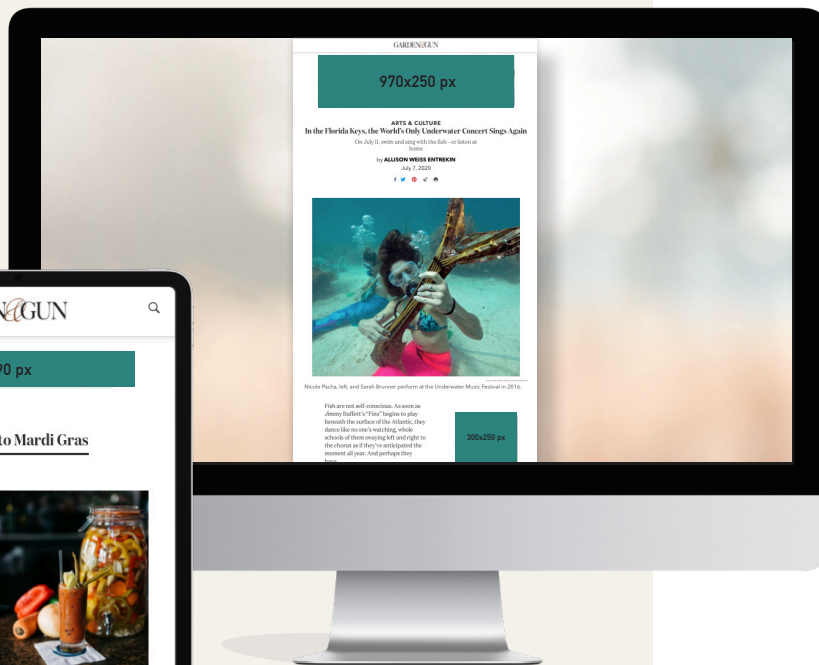 GARDEN&GUN
970x250 px
ARTS & CULTURE
In the Florida Keys, the World's Only Underwater Concert Sings Again
On July 11, swim and sing with the fish—or listen at
home
by ALLISON WEISS ENTREKIN
July 7, 2020
Nicole Pacha, left, and Sarah Brunner perform at the Underwater Music Festival in 2016.
Fish are not self-conscious. As soon as
Jimmy Buffett's "Fins" begins to play
beneath the surface of the Atlantic, they
dance like no one's watching, whole
schools of them swaying left and right to
the chorus as if they've anticipated the
moment all year. And perhaps they
have.
300x250 px
N&GUN
90 px
to Mardi Gras